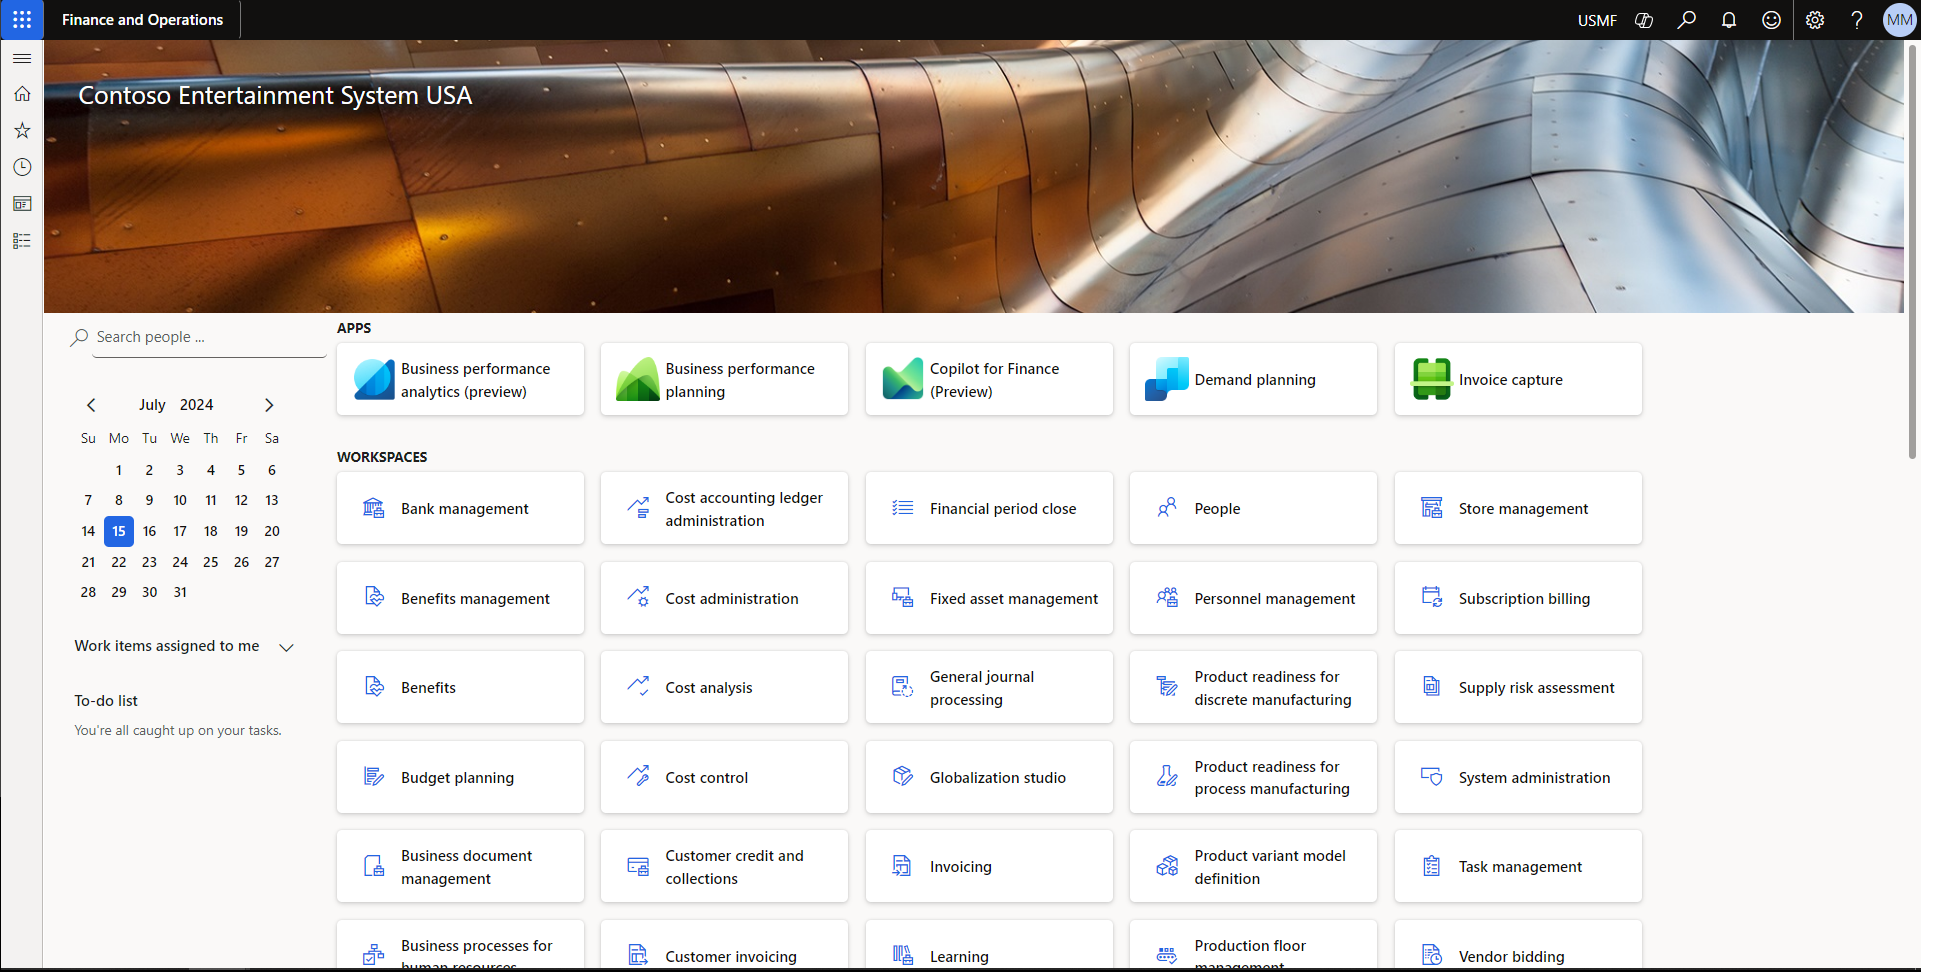 Finance and Operations
USMF
MM
Contoso Entertainment System USA
Search people ...
July 2024
Su Mo Tu We Th Fr Sa
1 2 3 4 5 6
7 8 9 10 11 12 13
14 15 16 17 18 19 20
21 22 23 24 25 26 27
28 29 30 31
Work items assigned to me
To-do list
You're all caught up on your tasks.
APPS
Business performance
analytics (preview)
Business performance
planning
Copilot for Finance
(Preview)
Demand planning
Invoice capture
WORKSPACES
Bank management
Cost accounting ledger
administration
Financial period close
People
Store management
Benefits management
Cost administration
Fixed asset management
Personnel management
Subscription billing
Benefits
Cost analysis
General journal
processing
Product readiness for
discrete manufacturing
Supply risk assessment
Budget planning
Cost control
Globalization studio
Product readiness for
process manufacturing
System administration
Business document
management
Customer credit and
collections
Invoicing
Product variant model
definition
Task management
Business processes for
human resources
Customer invoicing
Learning
Production floor
management
Vendor bidding